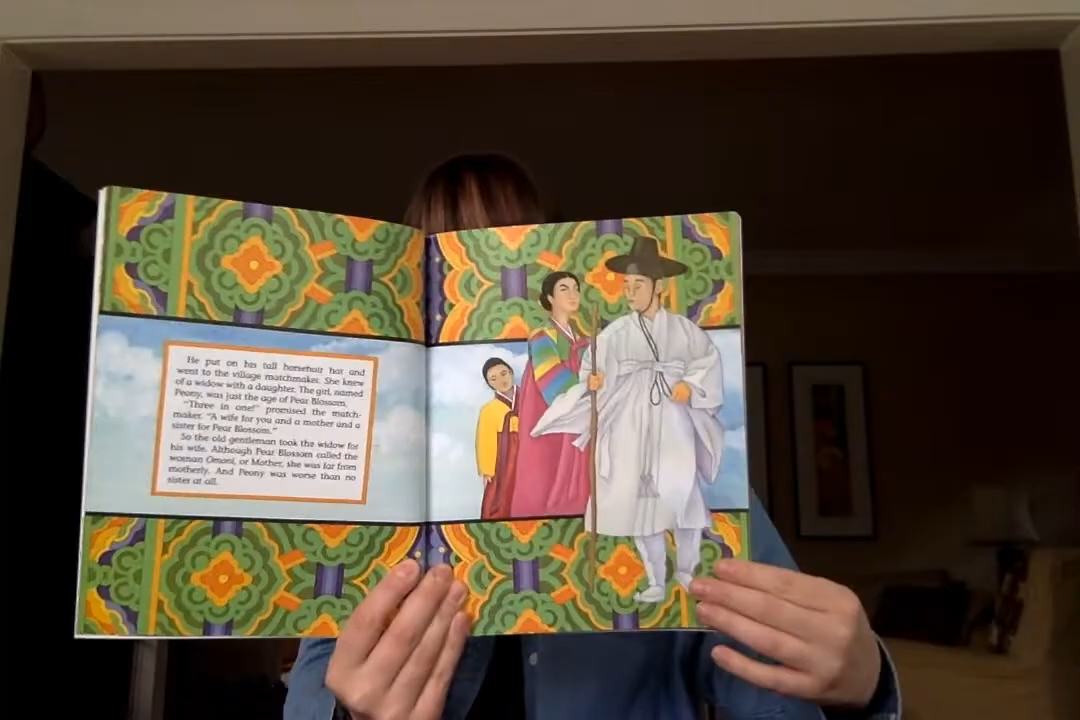 He put on his tall horsehair hat and
went to the village matchmaker. She knew
of a widow with a daughter. The girl, named
Peony, was just the age of Pear Blossom.
"Three in one!" promised the match-
maker. "A wife for you and a mother and a
sister for Pear Blossom."
So the old gentleman took the widow for
his wife. Although Pear Blossom called the
woman Omoni, or Mother, she was far from
motherly. And Peony was worse than no
sister at all.